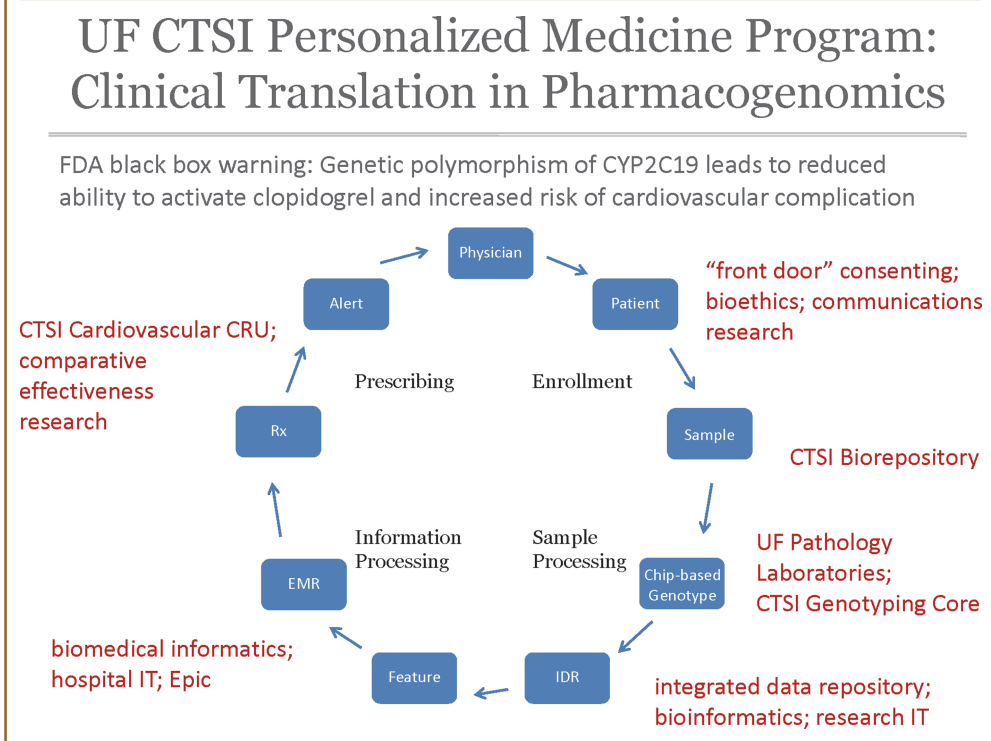 UF CTSI Personalized Medicine Program:
Clinical Translation in Pharmacogenomics
FDA black box warning: Genetic polymorphism of CYP2C19 leads to reduced
ability to activate clopidogrel and increased risk of cardiovascular complication
Physician
Patient
“front door” consenting;
bioethics; communications
research
Sample
CTSI Biorepository
Chip-based
Genotype
UF Pathology
Laboratories;
CTSI Genotyping Core
IDR
integrated data repository;
bioinformatics; research IT
Feature
EMR
biomedical informatics;
hospital IT; Epic
Rx
Alert
CTSI Cardiovascular CRU;
comparative
effectiveness
research
Prescribing
Enrollment
Information
Processing
Sample
Processing